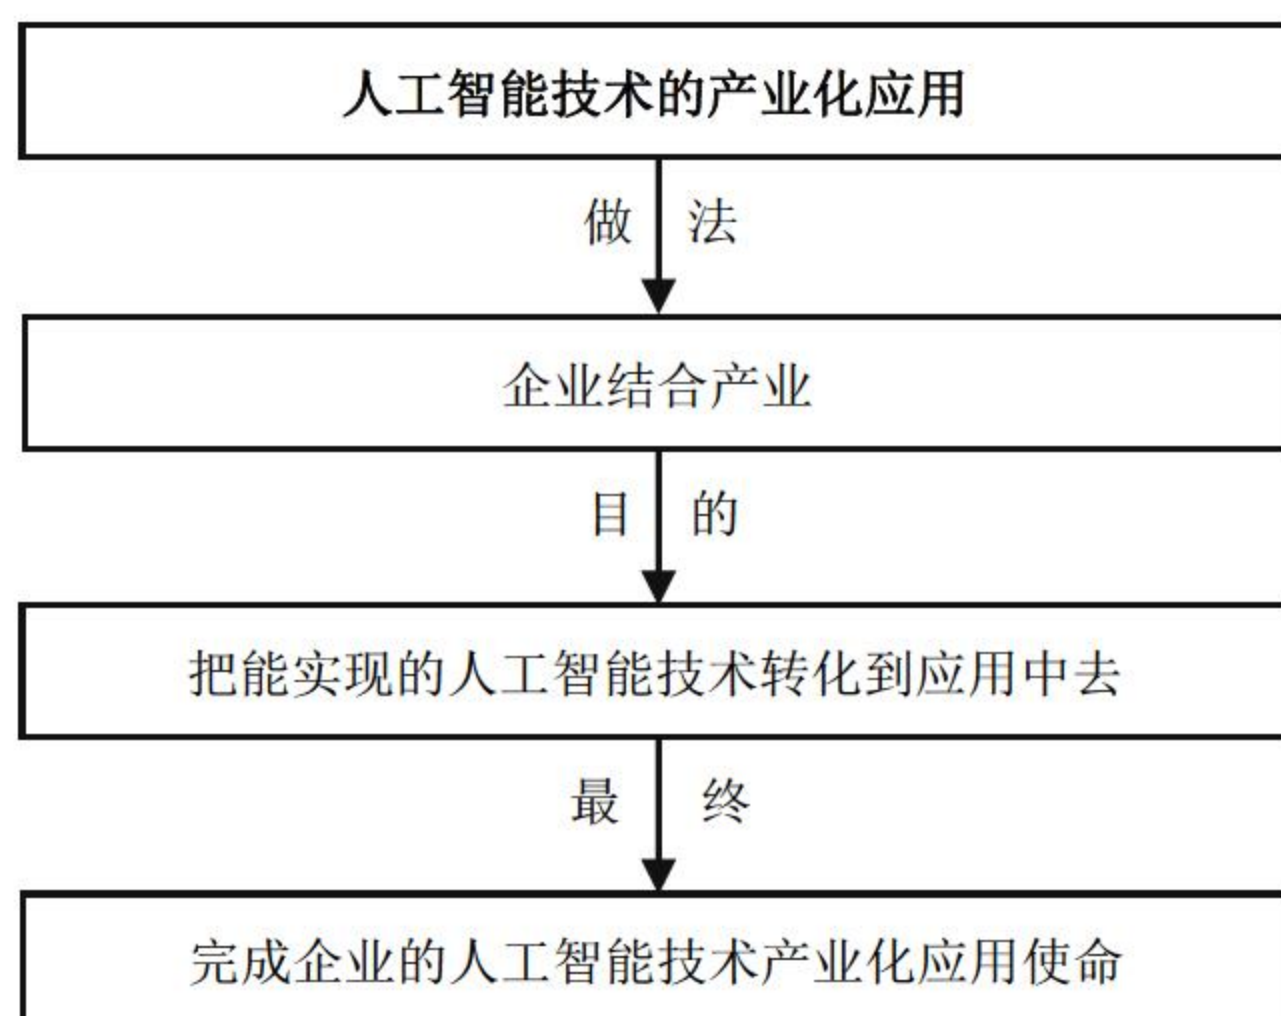 人工智能技术的产业化应用
做 法
企业结合产业
目 的
把能实现的人工智能技术转化到应用中去
最 终
完成企业的人工智能技术产业化应用使命